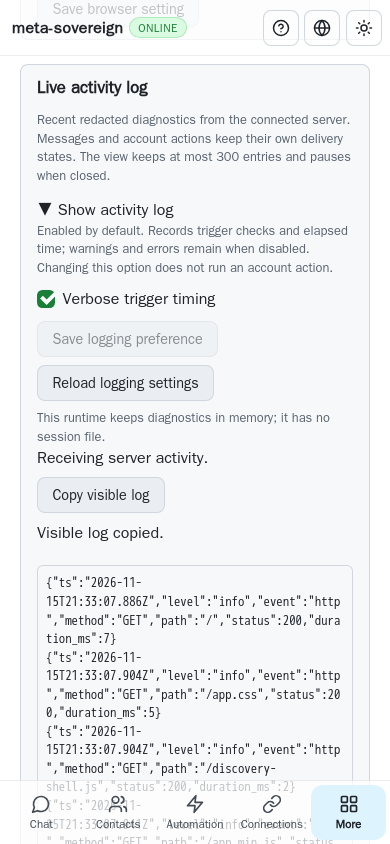 Save browser setting
meta-sovereign ONLINE
Live activity log
Recent redacted diagnostics from the connected server.
Messages and account actions keep their own delivery
states. The view keeps at most 300 entries and pauses
when closed.
▼ Show activity log
Enabled by default. Records trigger checks and elapsed
time; warnings and errors remain when disabled.
Changing this option does not run an account action.
Verbose trigger timing
Save logging preference
Reload logging settings
This runtime keeps diagnostics in memory; it has no
session file.
Receiving server activity.
Copy visible log
Visible log copied.
{"ts":"2026-11-
15T21:33:07.886Z","level":"info","event":"http
","method":"GET","path":"/","status":200,"dura
tion_ms":7}
{"ts":"2026-11-
15T21:33:07.904Z","level":"info","event":"http
","method":"GET","path":"/app.css","status":20
0,"duration_ms":5}
{"ts":"2026-11-
15T21:33:07.904Z","level":"info","event":"http
","method":"GET","path":"/discovery-
shell.js","status":200,"duration_ms":2}
Chat Contacts Automation Connections More